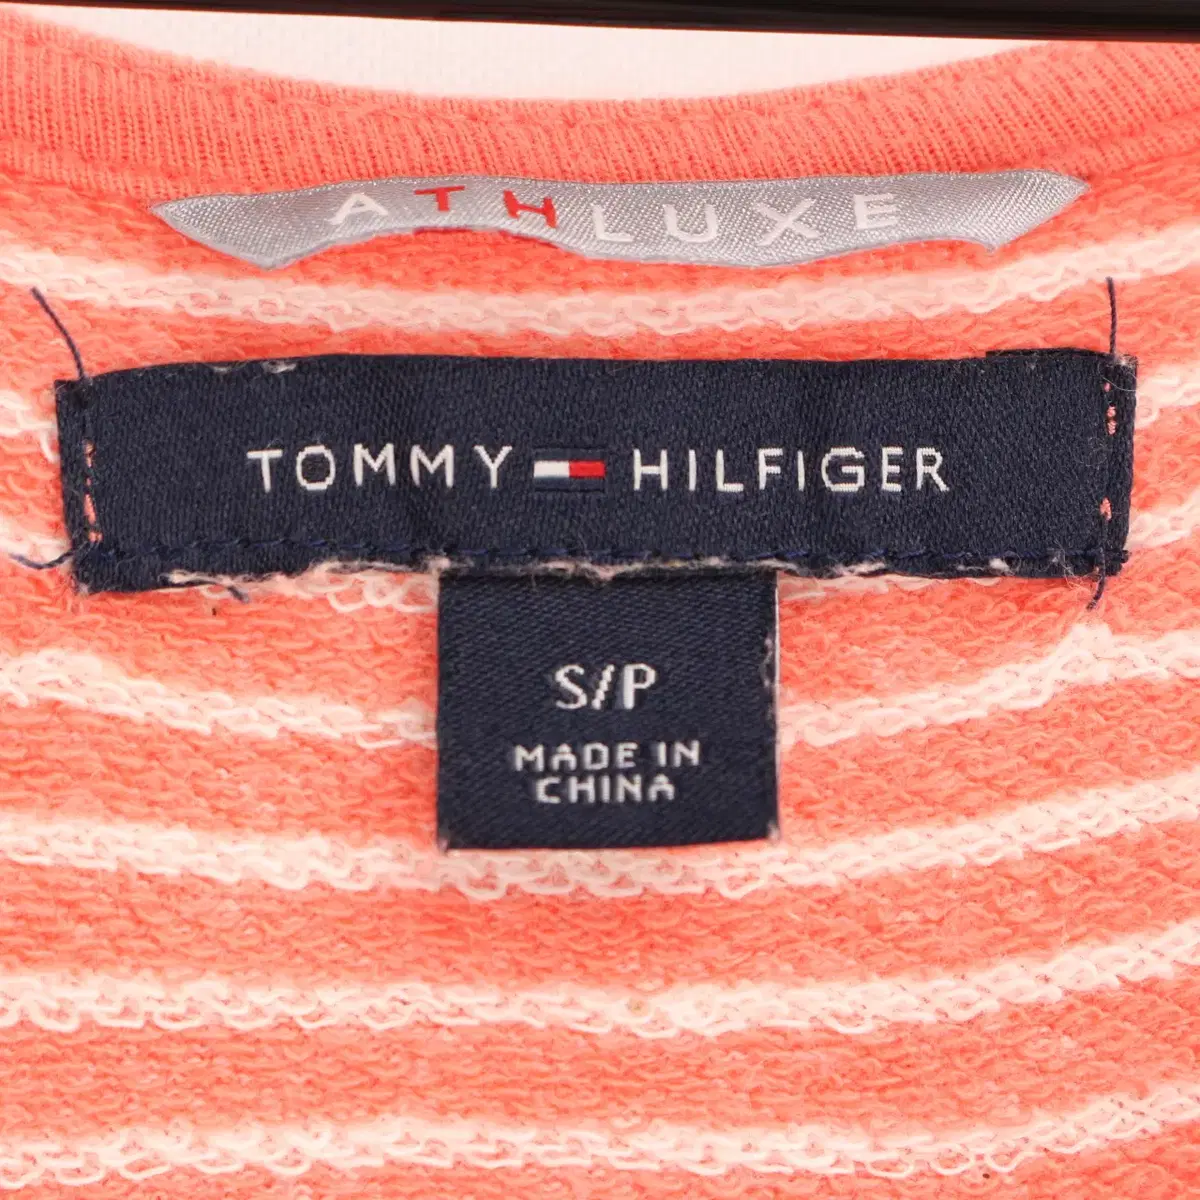 ATHLUXE
TOMMY HILFIGER
S/P
MADE IN
CHINA